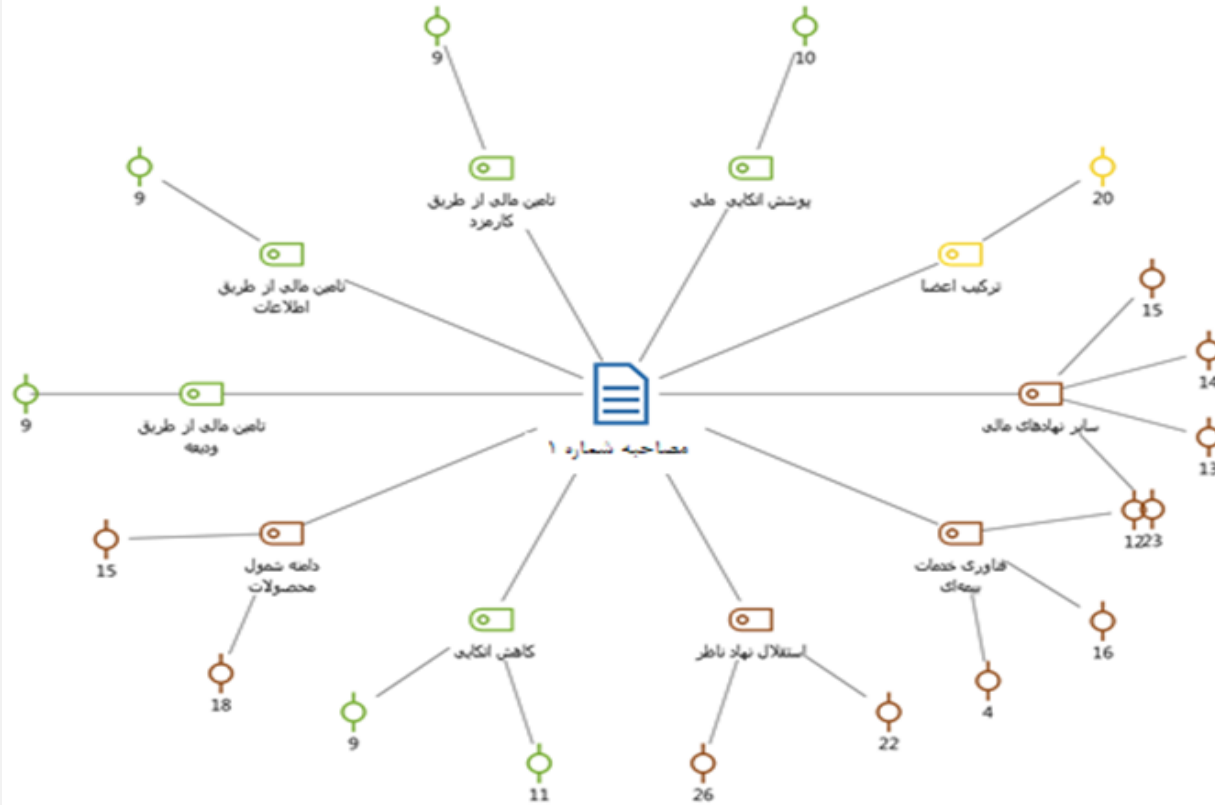 9
10
9
20
تامین مالی از طریق
کارمزد
پوشش اتکایی ملی
15
تامین مالی از طریق
اطلاعات
ترکیب اعضا
14
9
تامین مالی از طریق
ودیعه
سایر نهادهای مالی
13
مصاحبه شماره ۱
12
23
15
دامنه شمول
محصولات
فناوری خدمات
بیمه‌ای
کاهش اتکایی
استقلال نهاد ناظر
16
18
4
9
22
11
26